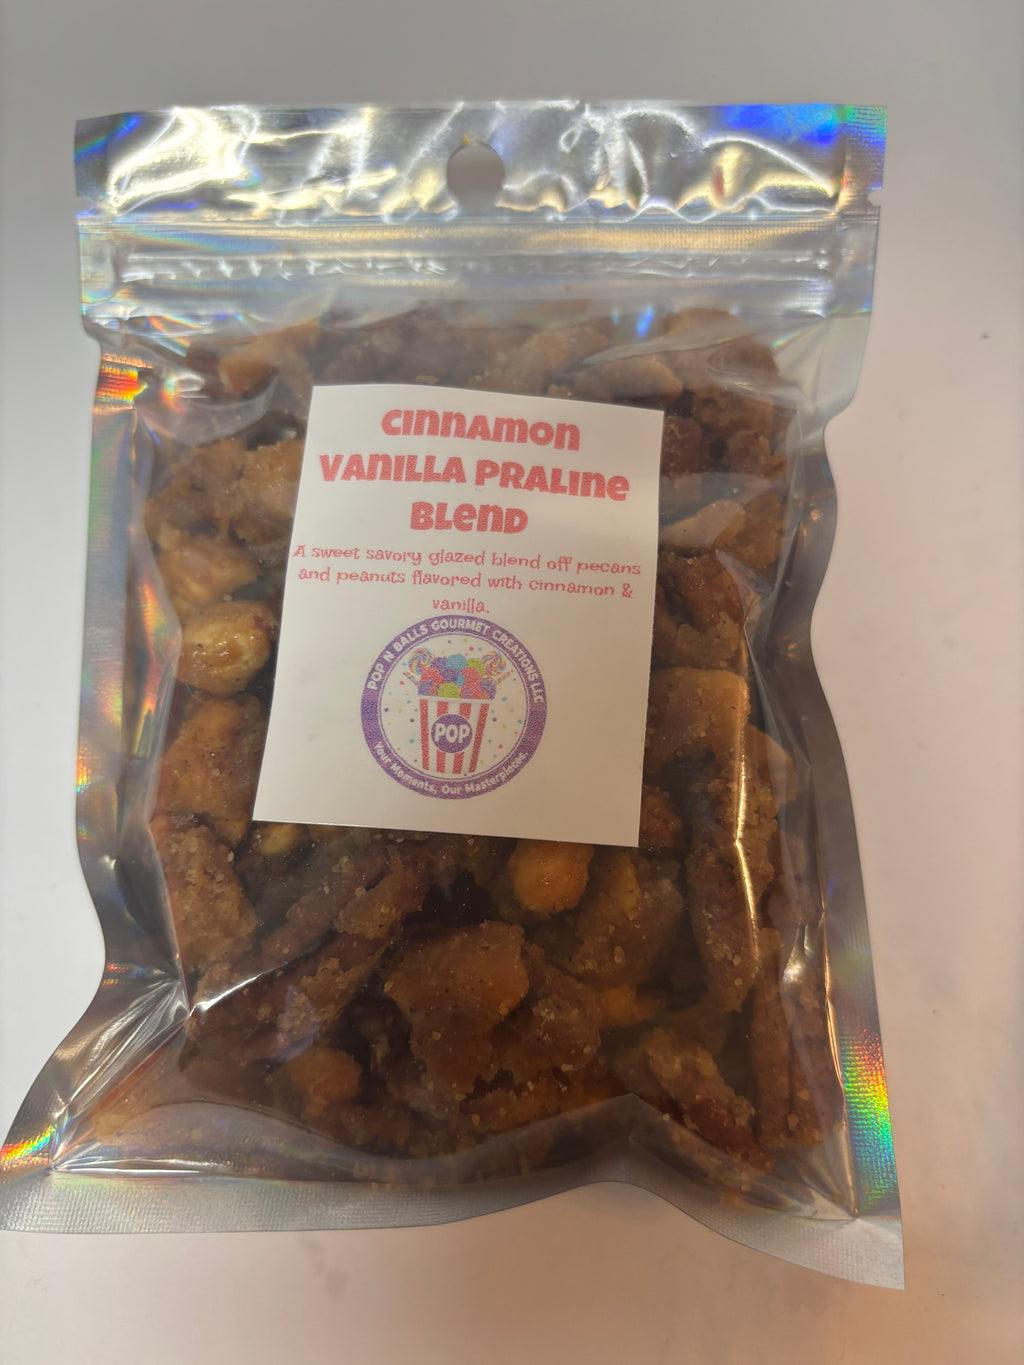 CINNAMON
VANILLA PRALINE
BLEND
A sweet savory glazed blend off pecans
and peanuts flavored with cinnamon &
vanilla.
POP N BALLS GOURMET CREATIONS LLC
POP
Your Moments, Our Masterpieces